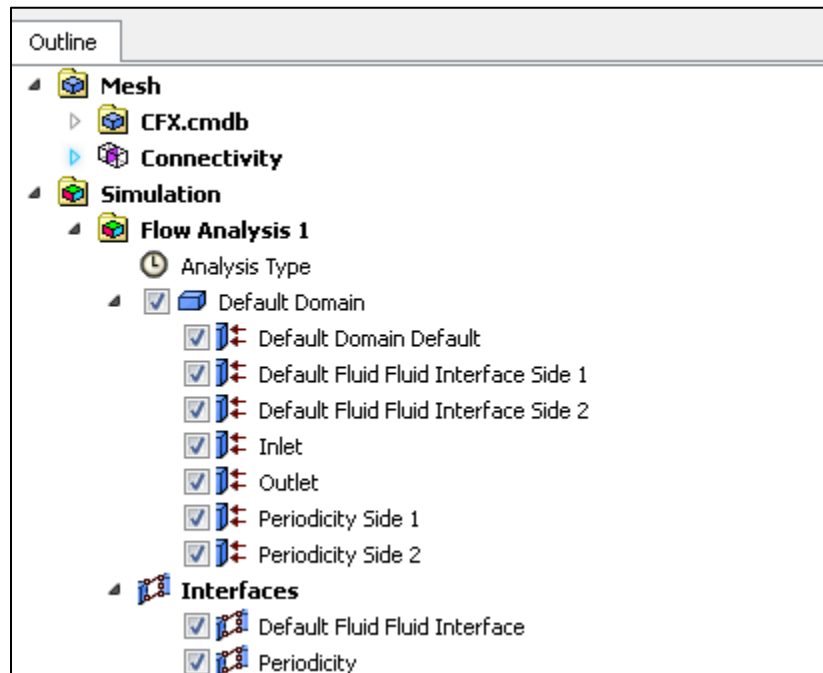 Outline
Mesh
CFX.cmdb
Connectivity
Simulation
Flow Analysis 1
Analysis Type
Default Domain
Default Domain Default
Default Fluid Fluid Interface Side 1
Default Fluid Fluid Interface Side 2
Inlet
Outlet
Periodicity Side 1
Periodicity Side 2
Interfaces
Default Fluid Fluid Interface
Periodicity